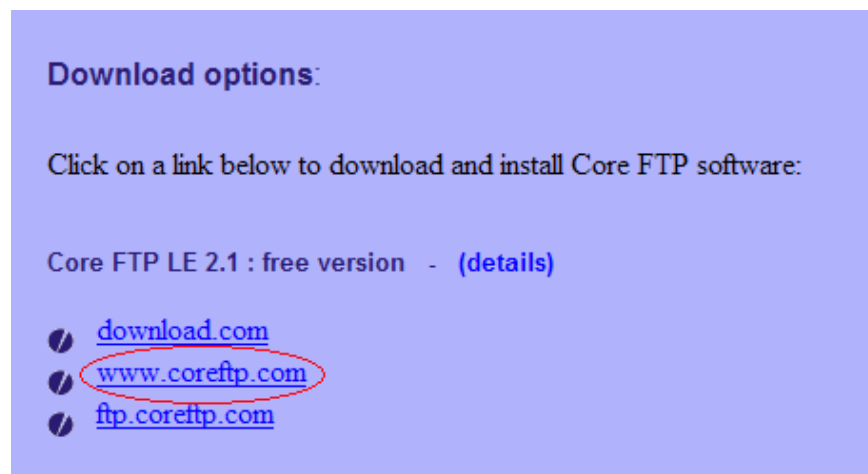 Download options:
Click on a link below to download and install Core FTP software:
Core FTP LE 2.1 : free version - (details)
download.com
www.coreftp.com
ftp.coreftp.com